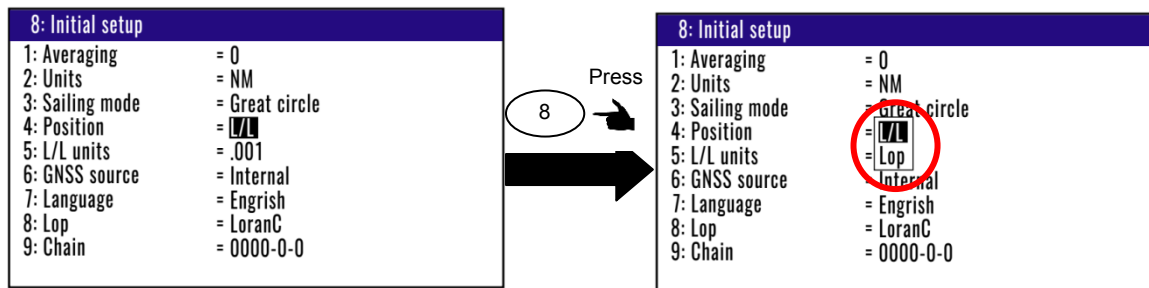 8: Initial setup
1: Averaging = 0
2: Units = NM
3: Sailing mode = Great circle
4: Position = L/L
5: L/L units = .001
6: GNSS source = Internal
7: Language = Engrish
8: Lop = LoranC
9: Chain = 0000-0-0
Press
8
8: Initial setup
1: Averaging = 0
2: Units = NM
3: Sailing mode = Great circle
4: Position = L/L
5: L/L units = Lop
6: GNSS source = Internal
7: Language = Engrish
8: Lop = LoranC
9: Chain = 0000-0-0